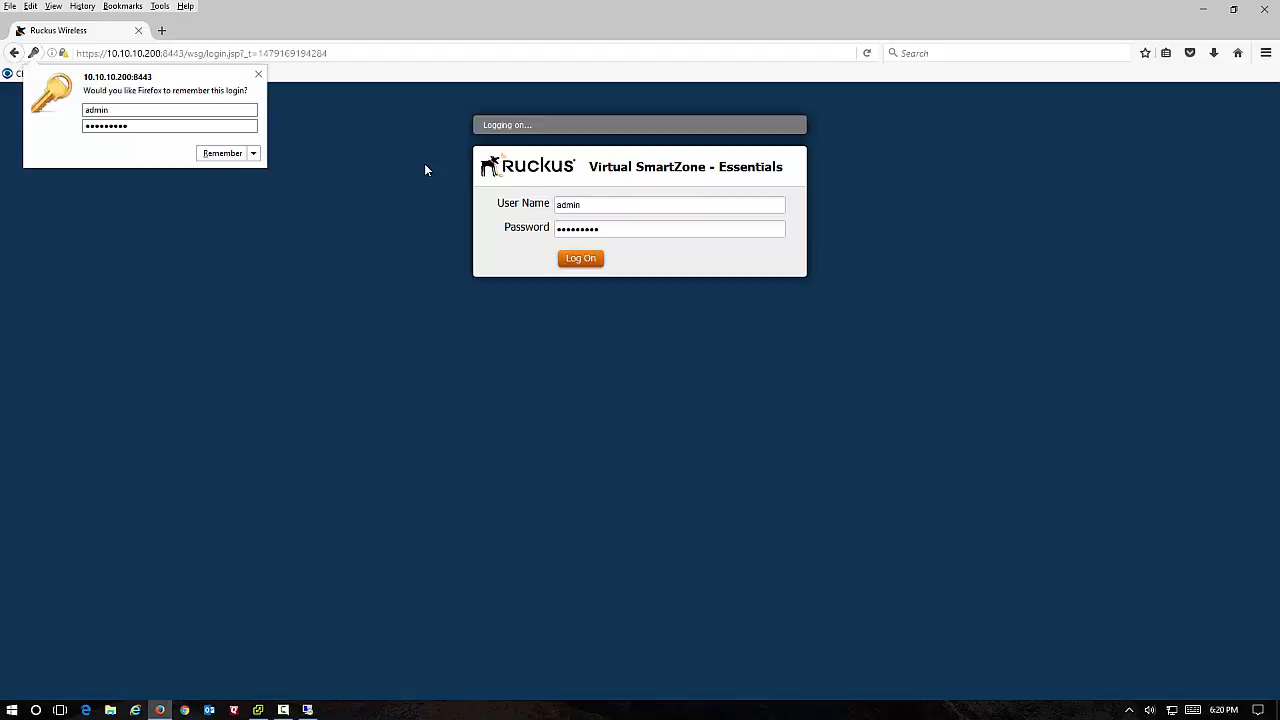 File Edit View History Bookmarks Tools Help
Ruckus Wireless
https://10.10.10.200:8443/wsg/login.jsp?_t=1479169194284
Search
10.10.10.200:8443
Would you like Firefox to remember this login?
admin
•••••••••
Remember
Logging on...
Ruckus Virtual SmartZone - Essentials
User Name admin
Password •••••••••
Log On
6:20 PM